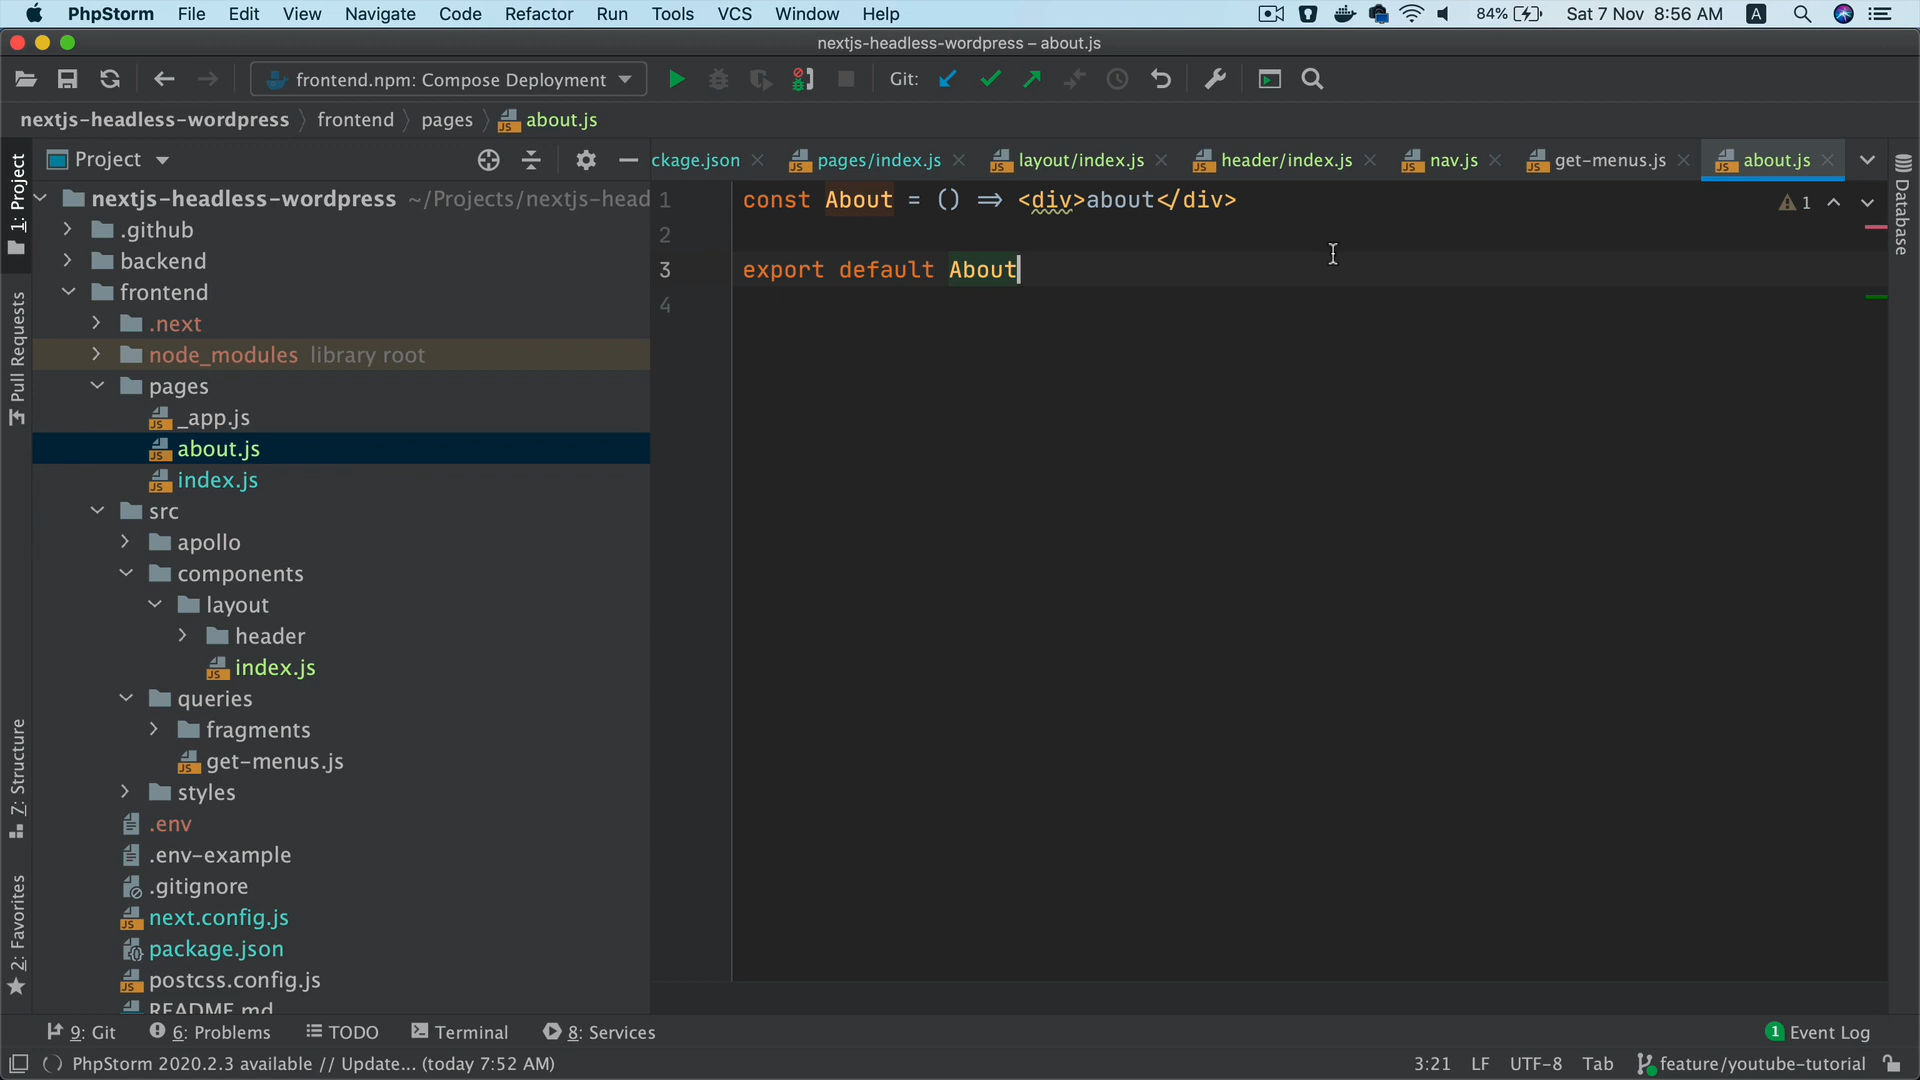 PhpStorm File Edit View Navigate Code Refactor Run Tools VCS Window Help 84% Sat 7 Nov 8:56 AM A
nextjs-headless-wordpress – about.js
frontend.npm: Compose Deployment Git:
nextjs-headless-wordpress frontend pages about.js
Project
ckage.json pages/index.js layout/index.js header/index.js nav.js get-menus.js about.js
1: Project
Pull Requests
Z: Structure
2: Favorites
nextjs-headless-wordpress ~/Projects/nextjs-head
.github
backend
frontend
.next
node_modules library root
pages
_app.js
about.js
index.js
src
apollo
components
layout
header
index.js
queries
fragments
get-menus.js
styles
.env
.env-example
.gitignore
next.config.js
package.json
postcss.config.js
README.md
1 const About = () => <div>about</div>
2
3 export default About
4
1
Database
9: Git 6: Problems TODO Terminal 8: Services 1 Event Log
PhpStorm 2020.2.3 available // Update... (today 7:52 AM) 3:21 LF UTF-8 Tab feature/youtube-tutorial